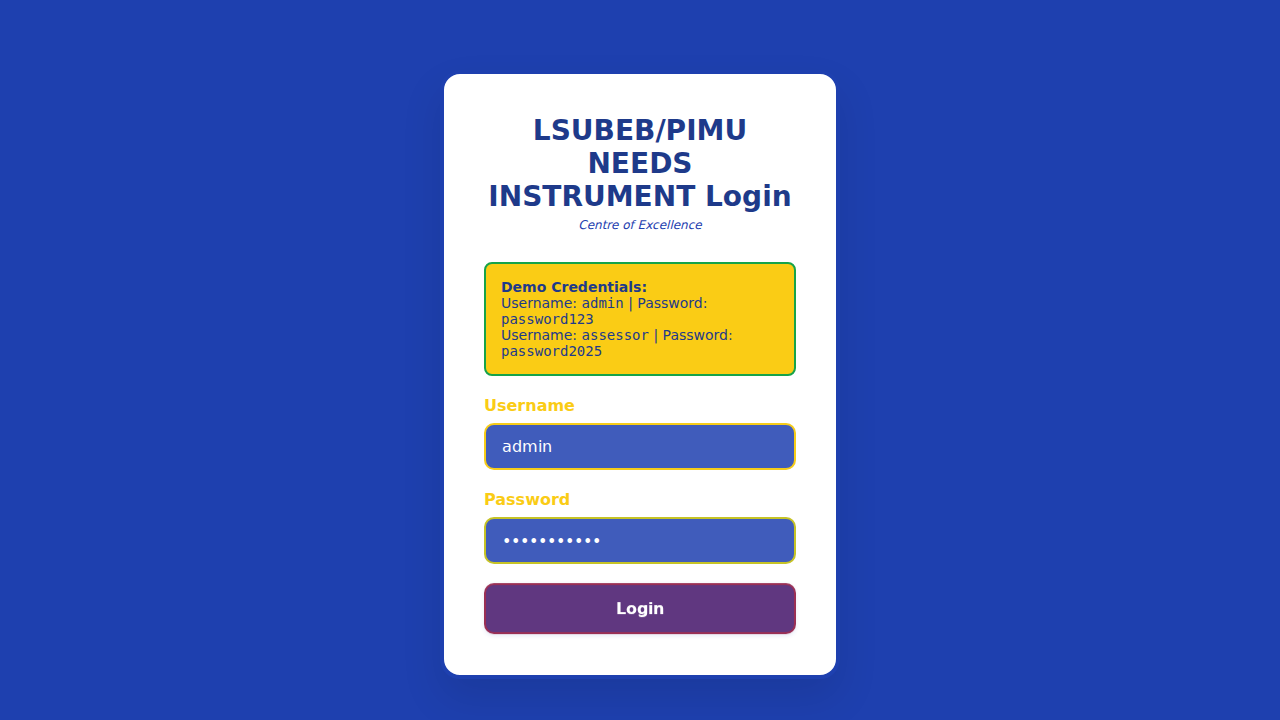 LSUBEB/PIMU
NEEDS
INSTRUMENT Login
Centre of Excellence
Demo Credentials:
Username: admin | Password:
password123
Username: assessor | Password:
password2025
Username
admin
Password
•••••••••••
Login